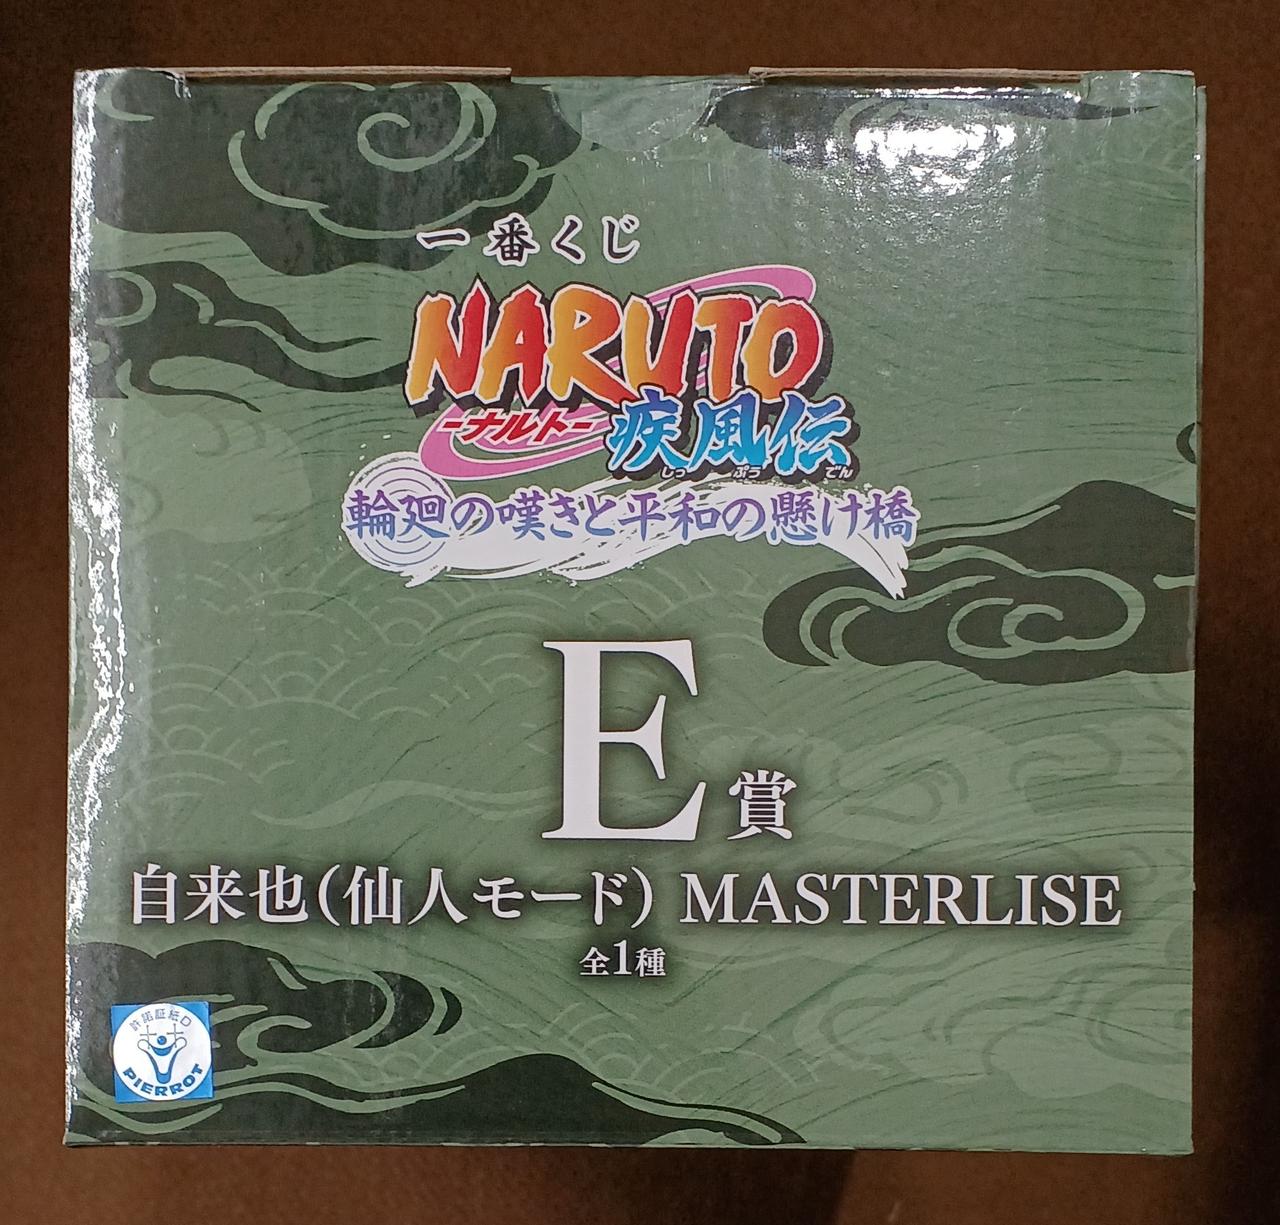 一番くじ
NARUTO
-ナルト-
疾風伝
しっ ぷう でん
輪廻の嘆きと平和の懸け橋
E賞
自来也(仙人モード) MASTERLISE
全1種
許諾証紙D
PIERROT